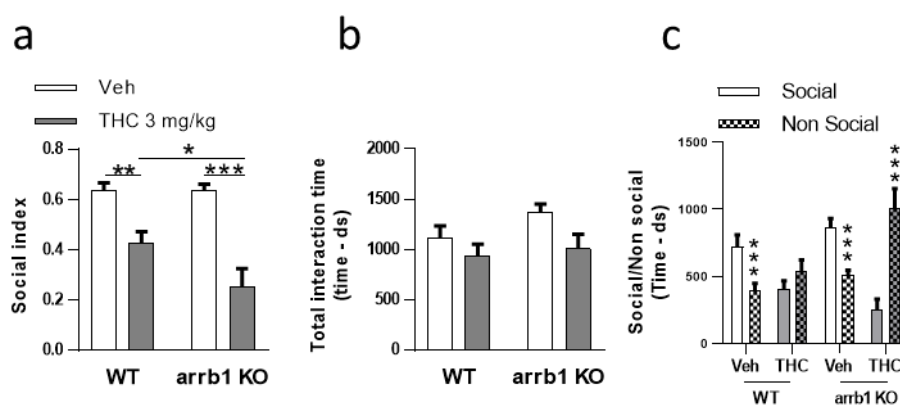 a
Veh
THC 3 mg/kg
Social index
0.8
0.6
0.4
0.2
0.0
**
*
***
WT
arrb1 KO
b
Total interaction time
(time - ds)
2000
1500
1000
500
0
WT
arrb1 KO
c
Social
Non Social
Social/Non social
(Time - ds)
1500
1000
500
0
***
***
***
Veh THC Veh THC
WT
arrb1 KO